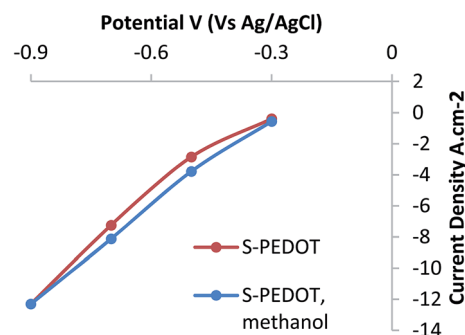 Potential V (Vs Ag/AgCl)
-0.9 -0.6 -0.3 0
2
0
-2
-4
-6
-8
-10
-12
-14
Current Density A.cm-2
S-PEDOT
S-PEDOT,
methanol